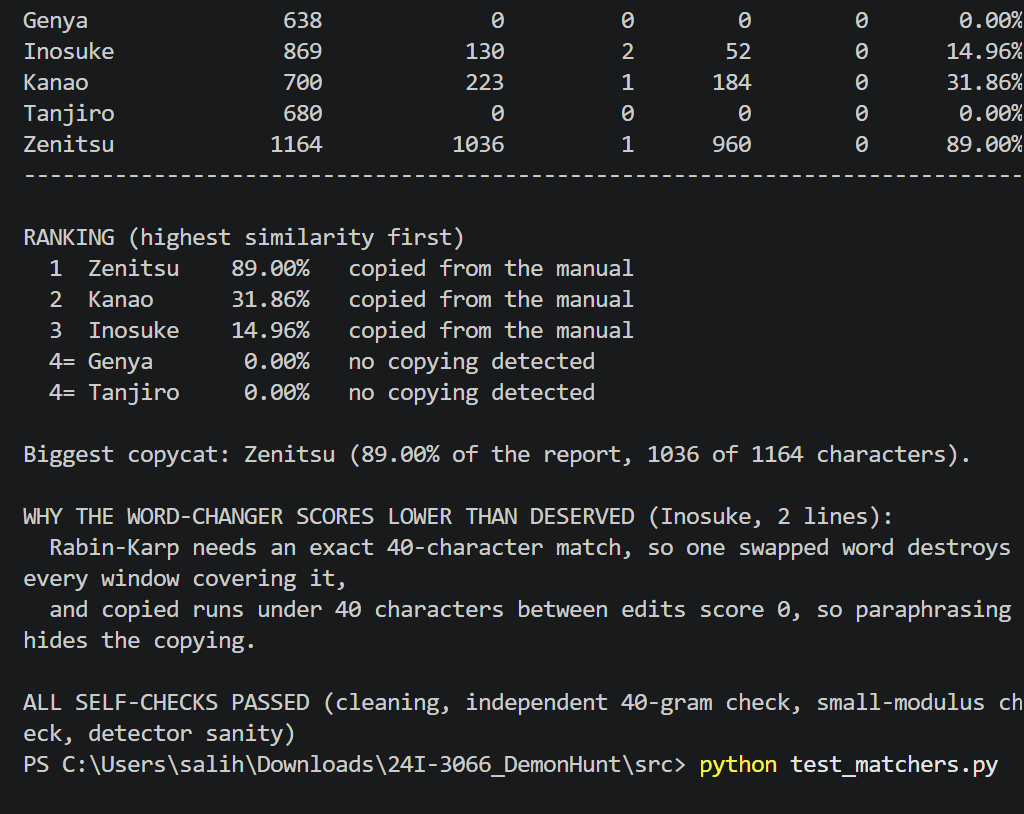 Genya               638             0         0        0        0       0.00%
Inosuke             869           130         2       52        0      14.96%
Kanao               700           223         1      184        0      31.86%
Tanjiro             680             0         0        0        0       0.00%
Zenitsu            1164          1036         1      960        0      89.00%
-----------------------------------------------------------------------------
RANKING (highest similarity first)
  1  Zenitsu    89.00%   copied from the manual
  2  Kanao      31.86%   copied from the manual
  3  Inosuke    14.96%   copied from the manual
  4= Genya       0.00%   no copying detected
  4= Tanjiro     0.00%   no copying detected
Biggest copycat: Zenitsu (89.00% of the report, 1036 of 1164 characters).
WHY THE WORD-CHANGER SCORES LOWER THAN DESERVED (Inosuke, 2 lines):
  Rabin-Karp needs an exact 40-character match, so one swapped word destroys
every window covering it,
  and copied runs under 40 characters between edits score 0, so paraphrasing
hides the copying.
ALL SELF-CHECKS PASSED (cleaning, independent 40-gram check, small-modulus ch
eck, detector sanity)
PS C:\Users\salih\Downloads\24I-3066_DemonHunt\src> python test_matchers.py